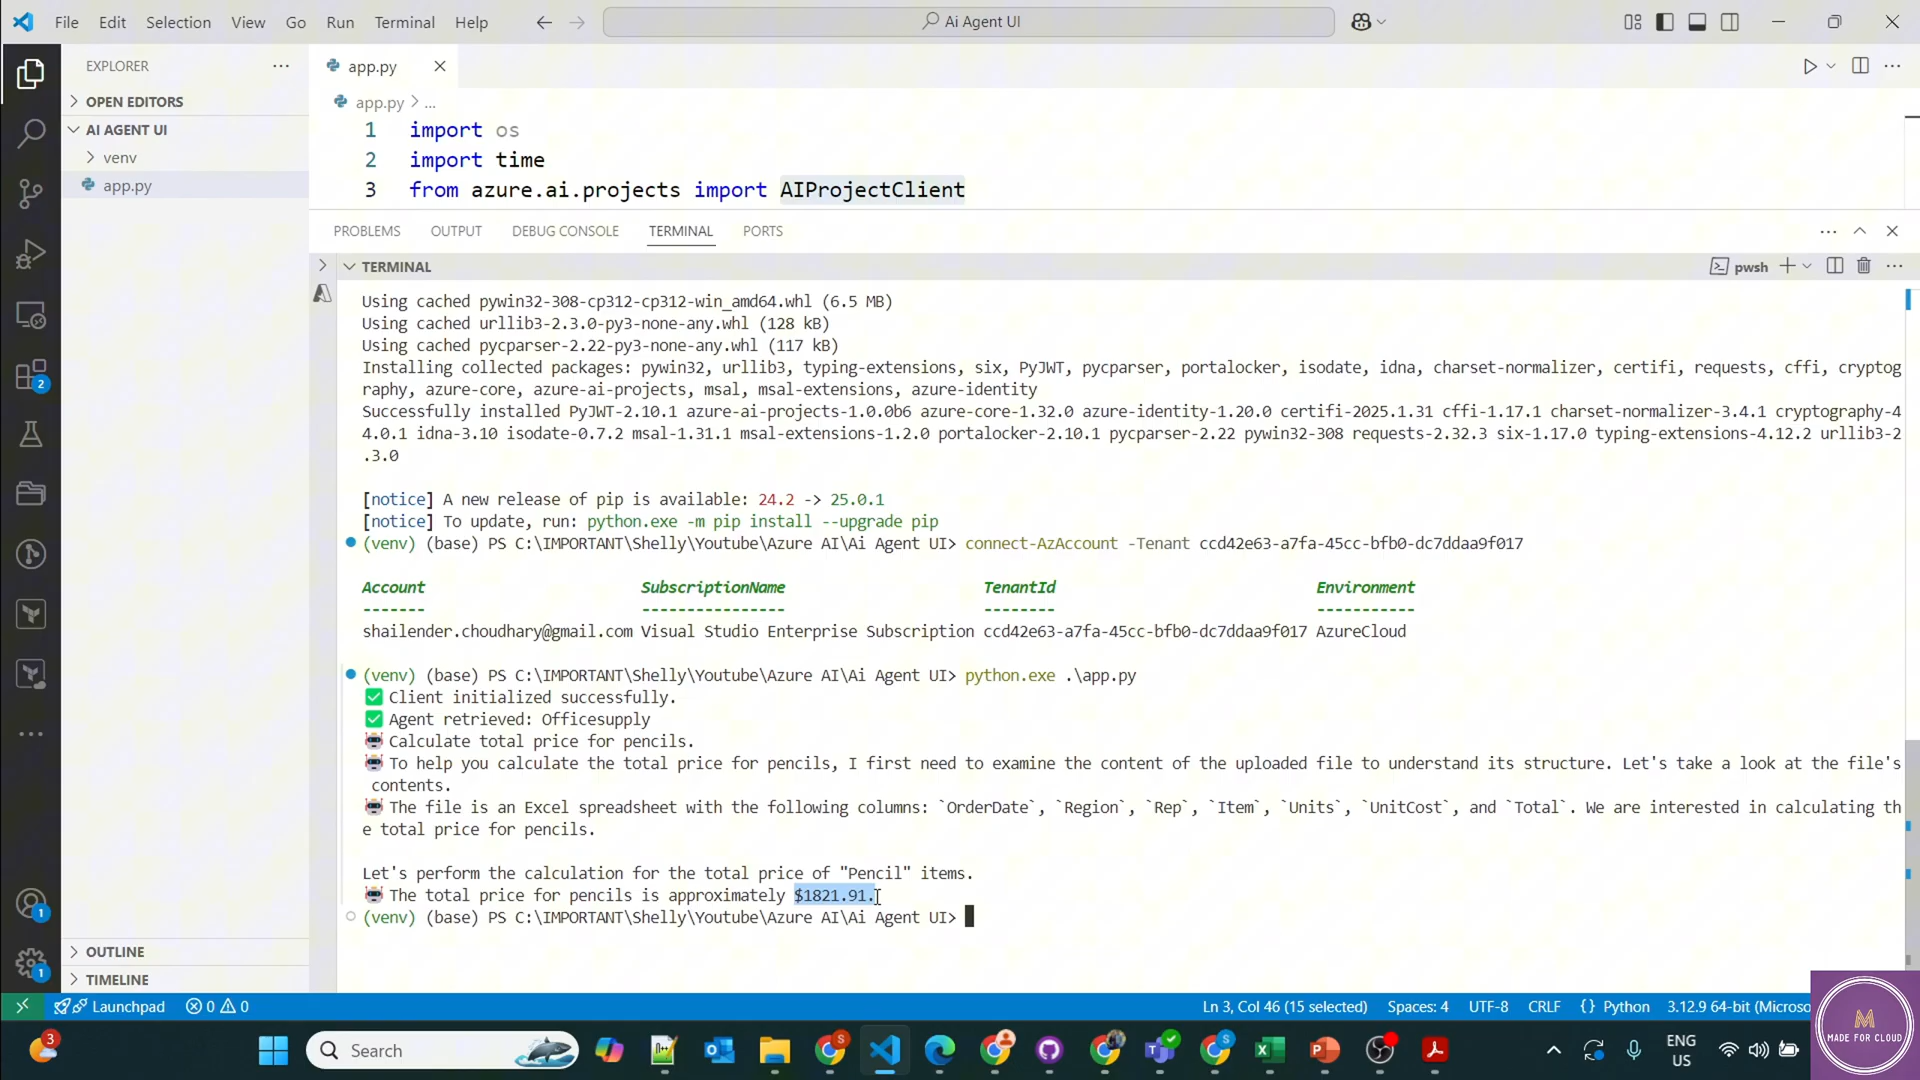 File Edit Selection View Go Run Terminal Help
Ai Agent UI
EXPLORER
OPEN EDITORS
AI AGENT UI
venv
app.py
app.py
app.py > ...
1 import os
2 import time
3 from azure.ai.projects import AIProjectClient
PROBLEMS OUTPUT DEBUG CONSOLE TERMINAL PORTS
TERMINAL
pwsh
Using cached pywin32-308-cp312-cp312-win_amd64.whl (6.5 MB)
Using cached urllib3-2.3.0-py3-none-any.whl (128 kB)
Using cached pycparser-2.22-py3-none-any.whl (117 kB)
Installing collected packages: pywin32, urllib3, typing-extensions, six, PyJWT, pycparser, portalocker, isodate, idna, charset-normalizer, certifi, requests, cffi, cryptog
raphy, azure-core, azure-ai-projects, msal, msal-extensions, azure-identity
Successfully installed PyJWT-2.10.1 azure-ai-projects-1.0.0b6 azure-core-1.32.0 azure-identity-1.20.0 certifi-2025.1.31 cffi-1.17.1 charset-normalizer-3.4.1 cryptography-4
4.0.1 idna-3.10 isodate-0.7.2 msal-1.31.1 msal-extensions-1.2.0 portalocker-2.10.1 pycparser-2.22 pywin32-308 requests-2.32.3 six-1.17.0 typing-extensions-4.12.2 urllib3-2
.3.0
[notice] A new release of pip is available: 24.2 -> 25.0.1
[notice] To update, run: python.exe -m pip install --upgrade pip
(venv) (base) PS C:\IMPORTANT\Shelly\Youtube\Azure AI\Ai Agent UI> connect-AzAccount -Tenant ccd42e63-a7fa-45cc-bfb0-dc7ddaa9f017
Account SubscriptionName TenantId Environment
------- ---------------- -------- -----------
shailender.choudhary@gmail.com Visual Studio Enterprise Subscription ccd42e63-a7fa-45cc-bfb0-dc7ddaa9f017 AzureCloud
(venv) (base) PS C:\IMPORTANT\Shelly\Youtube\Azure AI\Ai Agent UI> python.exe .\app.py
✅ Client initialized successfully.
✅ Agent retrieved: Officesupply
🤖 Calculate total price for pencils.
🤖 To help you calculate the total price for pencils, I first need to examine the content of the uploaded file to understand its structure. Let's take a look at the file's
contents.
🤖 The file is an Excel spreadsheet with the following columns: `OrderDate`, `Region`, `Rep`, `Item`, `Units`, `UnitCost`, and `Total`. We are interested in calculating th
e total price for pencils.
Let's perform the calculation for the total price of "Pencil" items.
🤖 The total price for pencils is approximately $1821.91.
(venv) (base) PS C:\IMPORTANT\Shelly\Youtube\Azure AI\Ai Agent UI>
2
1
1
OUTLINE
TIMELINE
Launchpad 0 0
Ln 3, Col 46 (15 selected) Spaces: 4 UTF-8 CRLF {} Python 3.12.9 64-bit (Microso
M
MADE FOR CLOUD
3
Search
ENG
US